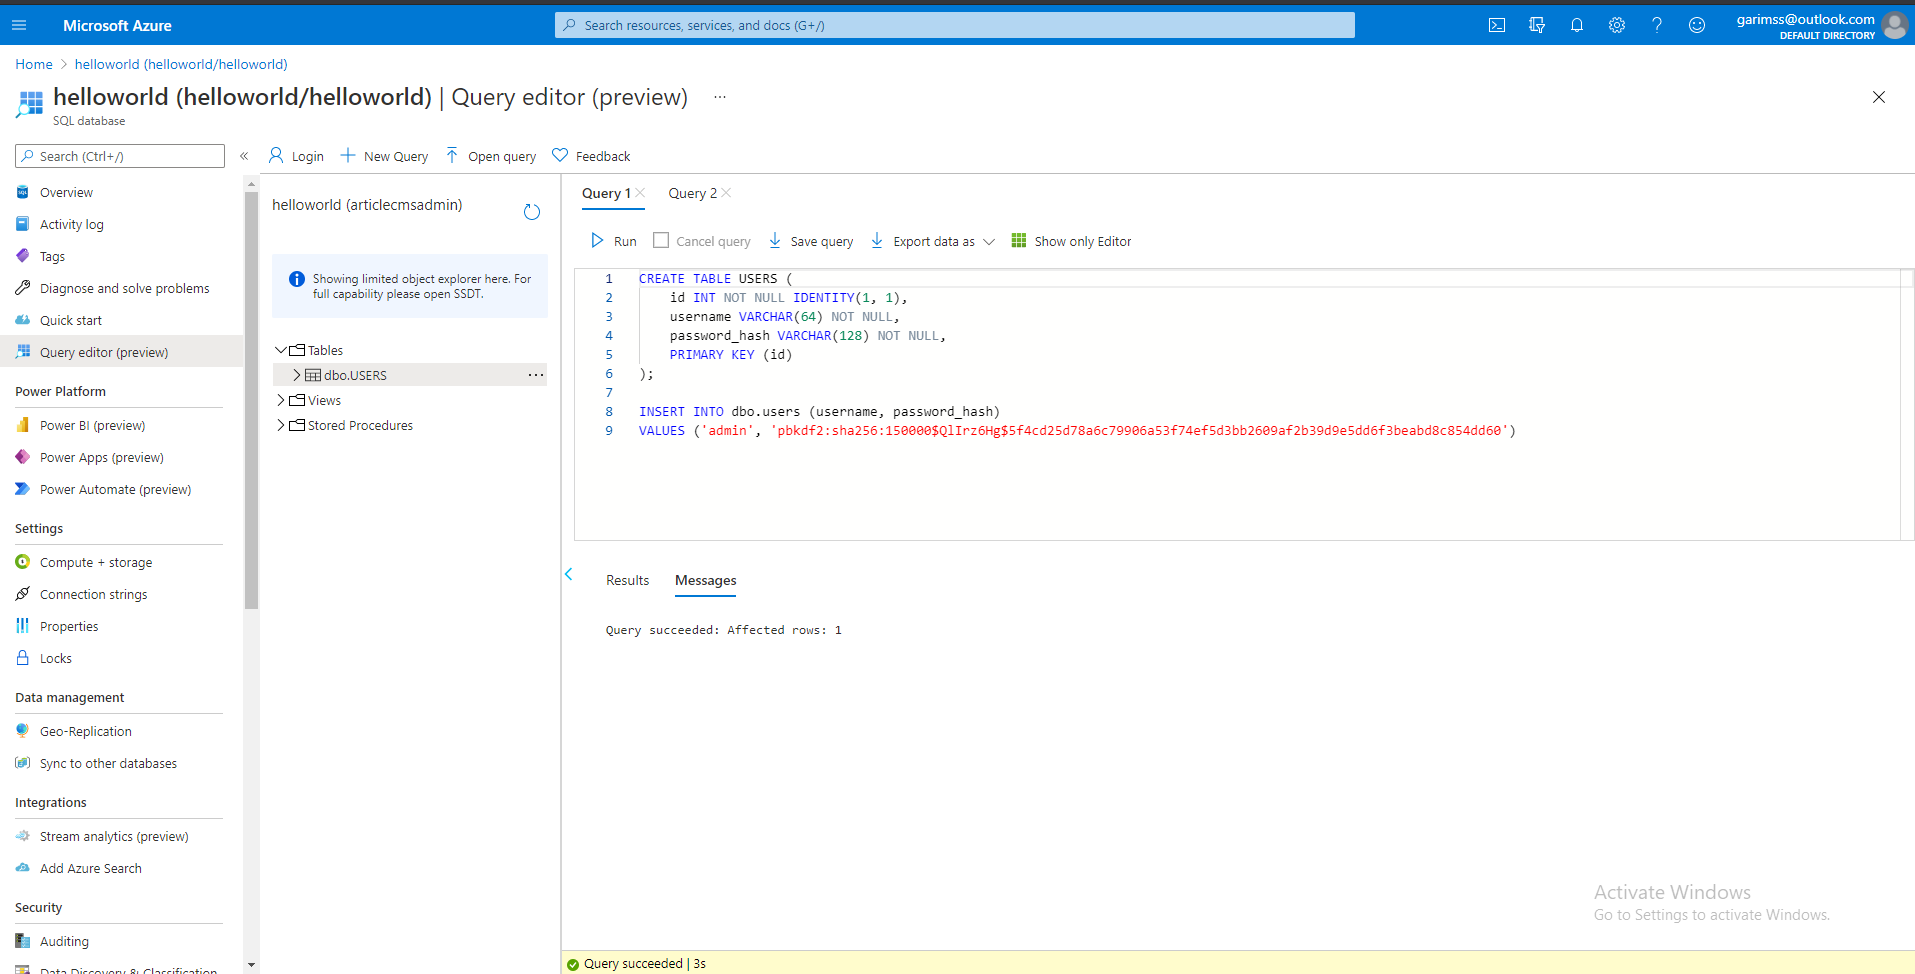 Microsoft Azure
Search resources, services, and docs (G+/)
garimss@outlook.com
DEFAULT DIRECTORY
Home > helloworld (helloworld/helloworld)
helloworld (helloworld/helloworld) | Query editor (preview) ...
SQL database
Search (Ctrl+/)
«
Overview
Activity log
Tags
Diagnose and solve problems
Quick start
Query editor (preview)
Power Platform
Power BI (preview)
Power Apps (preview)
Power Automate (preview)
Settings
Compute + storage
Connection strings
Properties
Locks
Data management
Geo-Replication
Sync to other databases
Integrations
Stream analytics (preview)
Add Azure Search
Security
Auditing
Data Discovery & Classification
Login
New Query
Open query
Feedback
helloworld (articlecmsadmin)
Showing limited object explorer here. For
full capability please open SSDT.
Tables
dbo.USERS ...
Views
Stored Procedures
Query 1
Query 2
Run
Cancel query
Save query
Export data as
Show only Editor
1 CREATE TABLE USERS (
2 id INT NOT NULL IDENTITY(1, 1),
3 username VARCHAR(64) NOT NULL,
4 password_hash VARCHAR(128) NOT NULL,
5 PRIMARY KEY (id)
6 );
7
8 INSERT INTO dbo.users (username, password_hash)
9 VALUES ('admin', 'pbkdf2:sha256:150000$QlIrz6Hg$5f4cd25d78a6c79906a53f74ef5d3bb2609af2b39d9e5dd6f3beabd8c854dd60')
Results
Messages
Query succeeded: Affected rows: 1
Activate Windows
Go to Settings to activate Windows.
Query succeeded | 3s